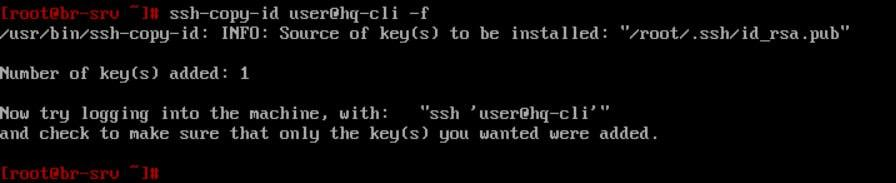 [root@br-srv ~]# ssh-copy-id user@hq-cli -f
/usr/bin/ssh-copy-id: INFO: Source of key(s) to be installed: "/root/.ssh/id_rsa.pub"
Number of key(s) added: 1
Now try logging into the machine, with:   "ssh 'user@hq-cli'"
and check to make sure that only the key(s) you wanted were added.
[root@br-srv ~]#